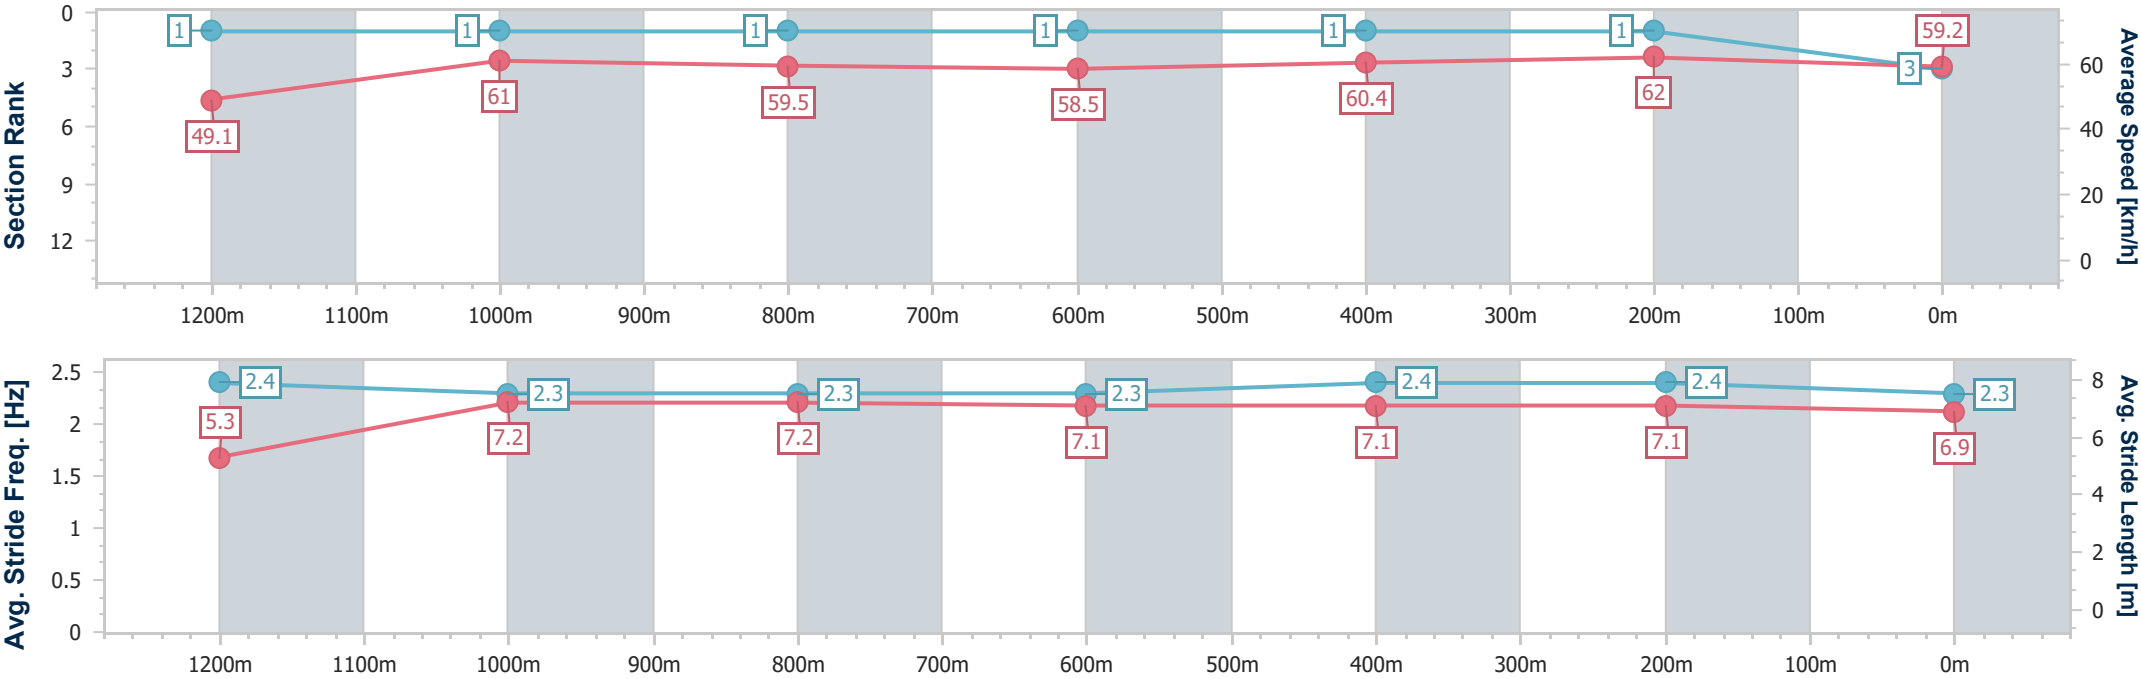 Section Rank
0
3
6
9
12
1 1 1 1 1 1 3
49.1 61 59.5 58.5 60.4 62 59.2
60
40
20
0
Average Speed [km/h]
1200m 1100m 1000m 900m 800m 700m 600m 500m 400m 300m 200m 100m 0m
Avg. Stride Freq. [Hz]
2.5
2
1.5
1
0.5
0
2.4 2.3 2.3 2.3 2.4 2.4 2.3
5.3 7.2 7.2 7.1 7.1 7.1 6.9
8
6
4
2
0
Avg. Stride Length [m]
1200m 1100m 1000m 900m 800m 700m 600m 500m 400m 300m 200m 100m 0m